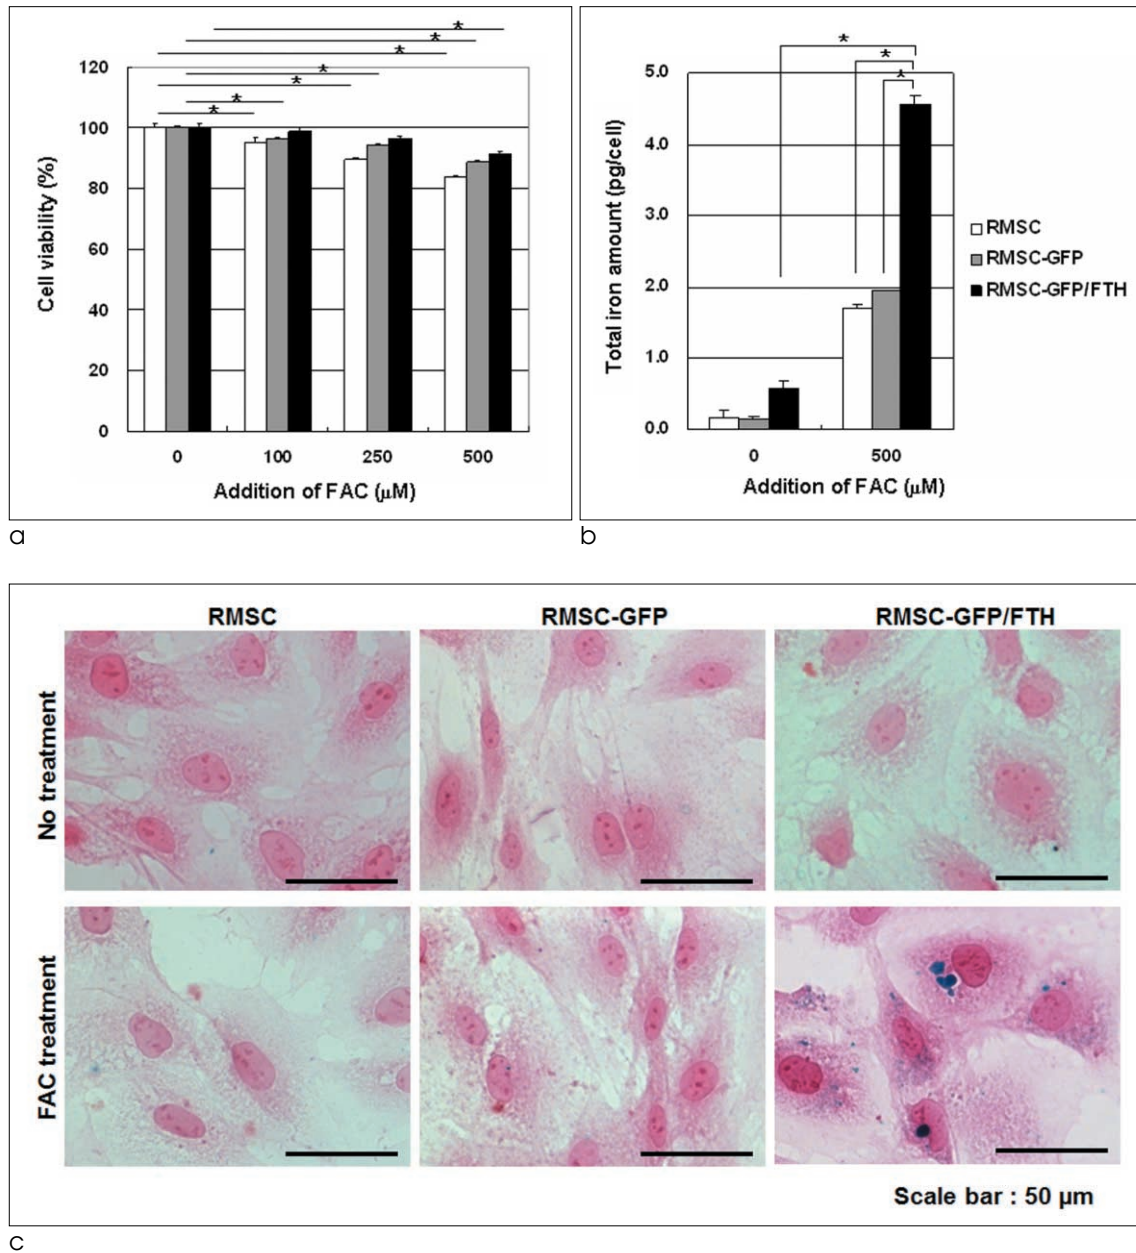 * * * * * * * * *
120
100
80
60
40
20
0
Cell viability (%)
0 100 250 500
Addition of FAC (µM)
a
* * *
5.0
4.0
3.0
2.0
1.0
0.0
Total iron amount (pg/cell)
0 500
Addition of FAC (µM)
RMSC
RMSC-GFP
RMSC-GFP/FTH
b
RMSC RMSC-GFP RMSC-GFP/FTH
No treatment
FAC treatment
Scale bar : 50 µm
c